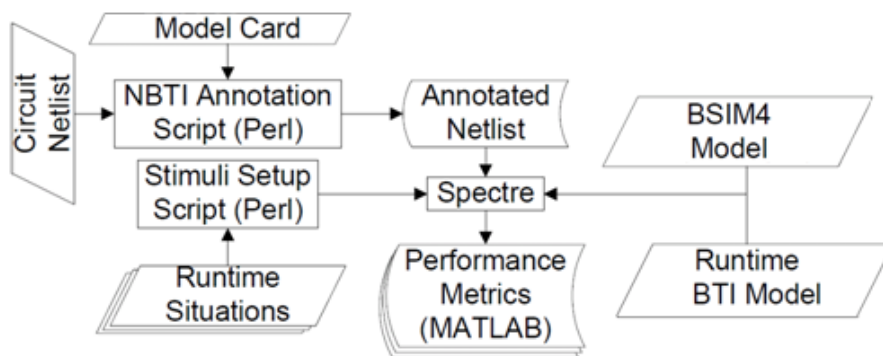 Model Card
Circuit
Netlist
NBTI Annotation
Script (Perl)
Annotated
Netlist
BSIM4
Model
Stimuli Setup
Script (Perl)
Spectre
Runtime
Situations
Performance
Metrics
(MATLAB)
Runtime
BTI Model